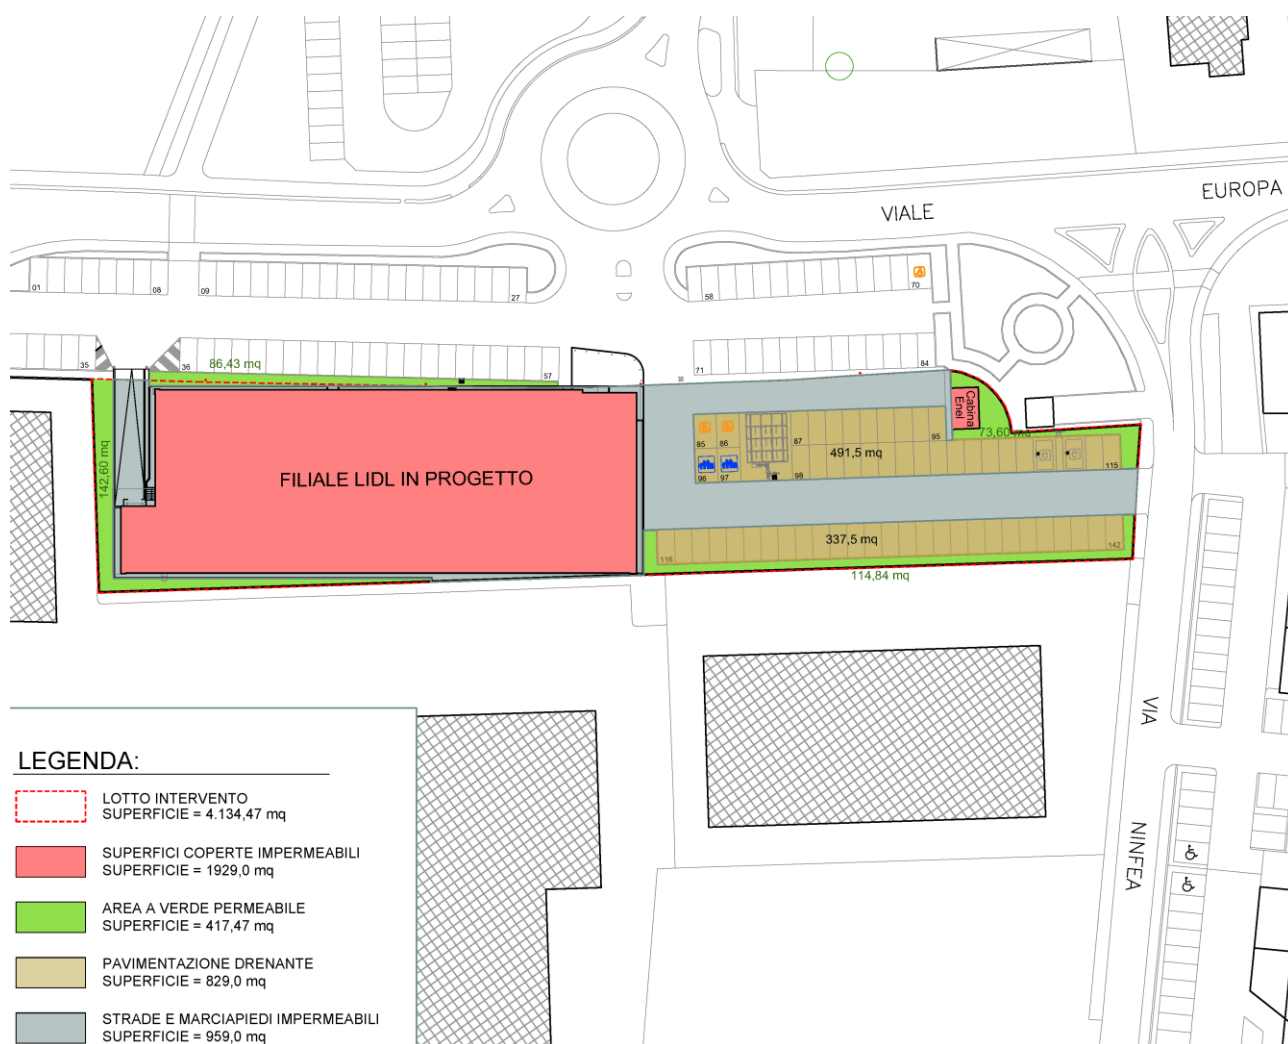 VIALE
EUROPA
01
08
09
27
58
70
35
36
86,43 mq
57
71
84
142,60 mq
FILIALE LIDL IN PROGETTO
Cabina
Enel
73,60 mq
85
86
87
95
491,5 mq
96
97
98
115
116
337,5 mq
142
114,84 mq
VIA
NINFEA
LEGENDA:
LOTTO INTERVENTO
SUPERFICIE = 4.134,47 mq
SUPERFICI COPERTE IMPERMEABILI
SUPERFICIE = 1929,0 mq
AREA A VERDE PERMEABILE
SUPERFICIE = 417,47 mq
PAVIMENTAZIONE DRENANTE
SUPERFICIE = 829,0 mq
STRADE E MARCIAPIEDI IMPERMEABILI
SUPERFICIE = 959,0 mq